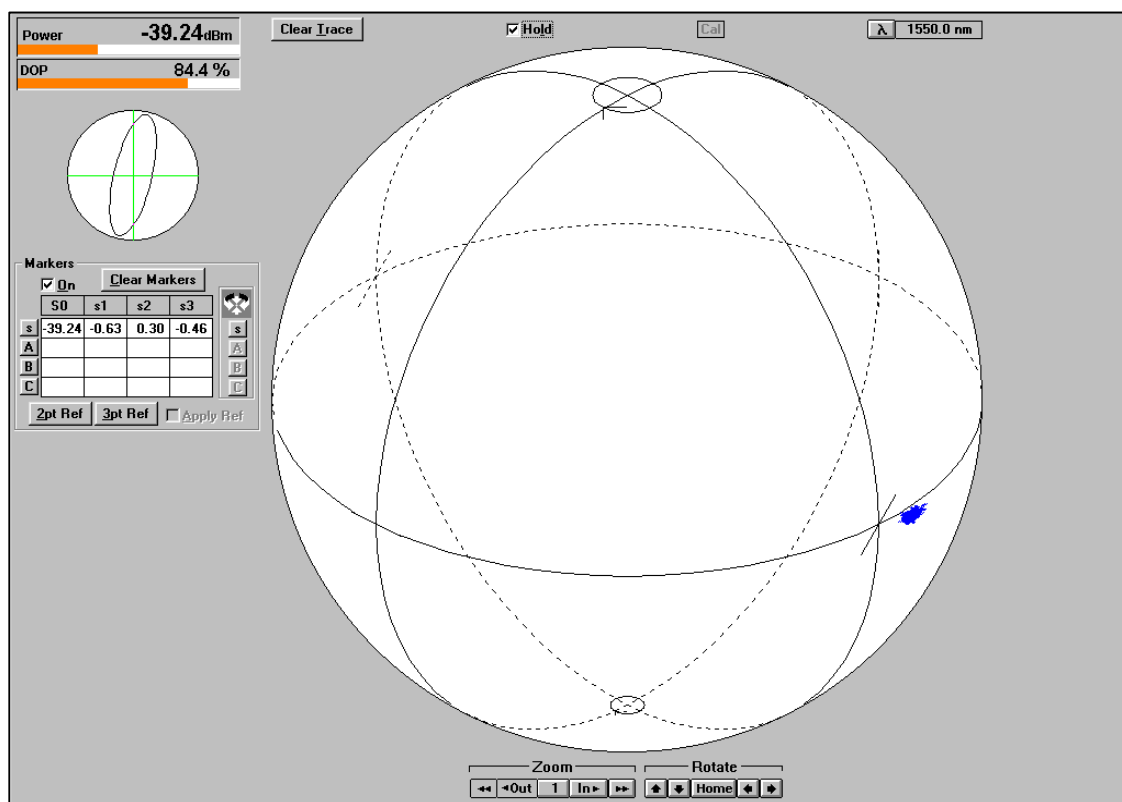 Power -39.24dBm
DOP 84.4 %
Clear Trace
Hold
Cal
λ 1550.0 nm
Markers
On
Clear Markers
S0 s1 s2 s3
s -39.24 -0.63 0.30 -0.46 s
A A
B B
C C
2pt Ref 3pt Ref Apply Ref
Zoom Rotate
Out 1 In Home